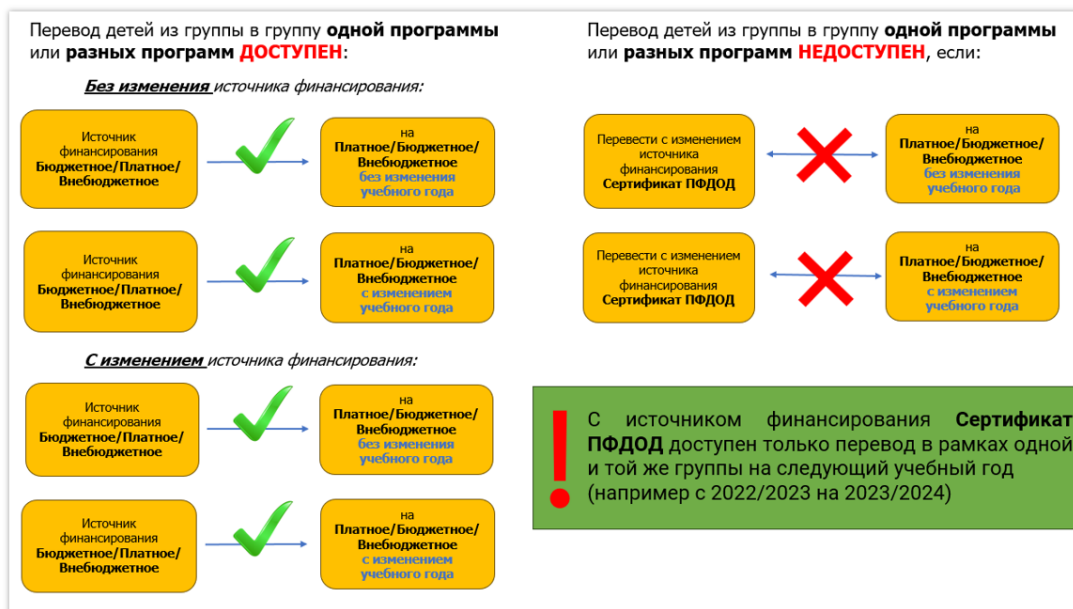 Перевод детей из группы в группу одной программы
или разных программ ДОСТУПЕН:
Без изменения источника финансирования:
Источник
финансирования
Бюджетное/Платное/
Внебюджетное
на
Платное/Бюджетное/
Внебюджетное
без изменения
учебного года
Источник
финансирования
Бюджетное/Платное/
Внебюджетное
на
Платное/Бюджетное/
Внебюджетное
с изменением
учебного года
С изменением источника финансирования:
Источник
финансирования
Бюджетное/Платное/
Внебюджетное
на
Платное/Бюджетное/
Внебюджетное
без изменения
учебного года
Источник
финансирования
Бюджетное/Платное/
Внебюджетное
на
Платное/Бюджетное/
Внебюджетное
с изменением
учебного года
Перевод детей из группы в группу одной программы
или разных программ НЕДОСТУПЕН, если:
Перевести с изменением
источника
финансирования
Сертификат ПФДОД
на
Платное/Бюджетное/
Внебюджетное
без изменения
учебного года
Перевести с изменением
источника
финансирования
Сертификат ПФДОД
на
Платное/Бюджетное/
Внебюджетное
с изменением
учебного года
! С источником финансирования Сертификат
ПФДОД доступен только перевод в рамках одной
и той же группы на следующий учебный год
(например с 2022/2023 на 2023/2024)